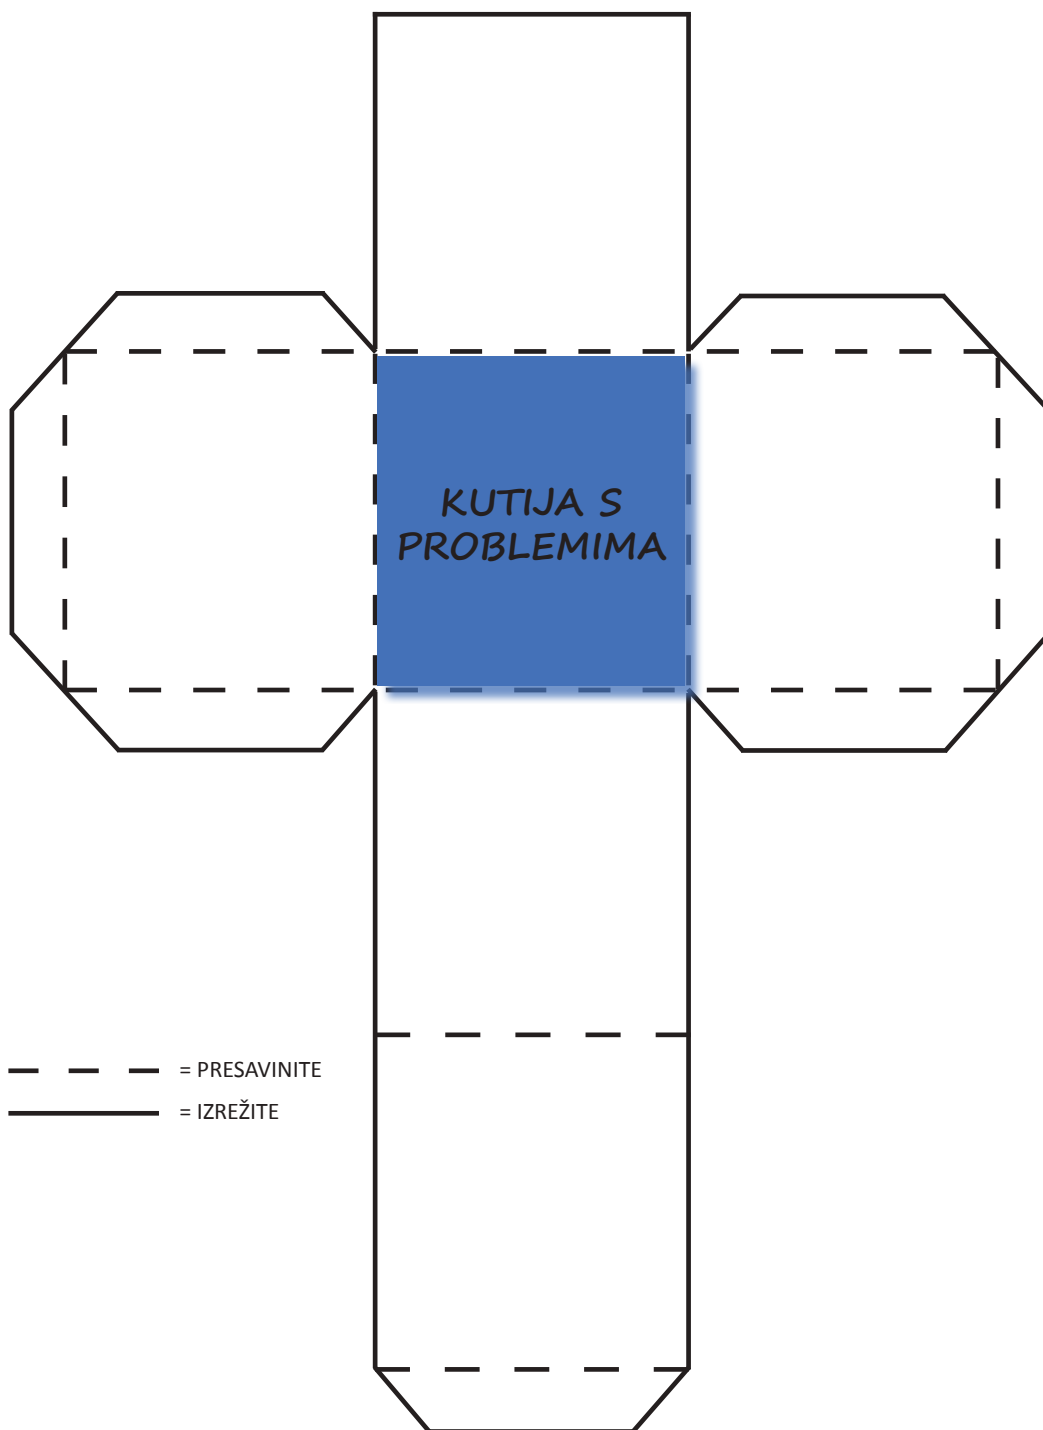 KUTIJA S
PROBLEMIMA
= PRESAVINITE
= IZREŽITE